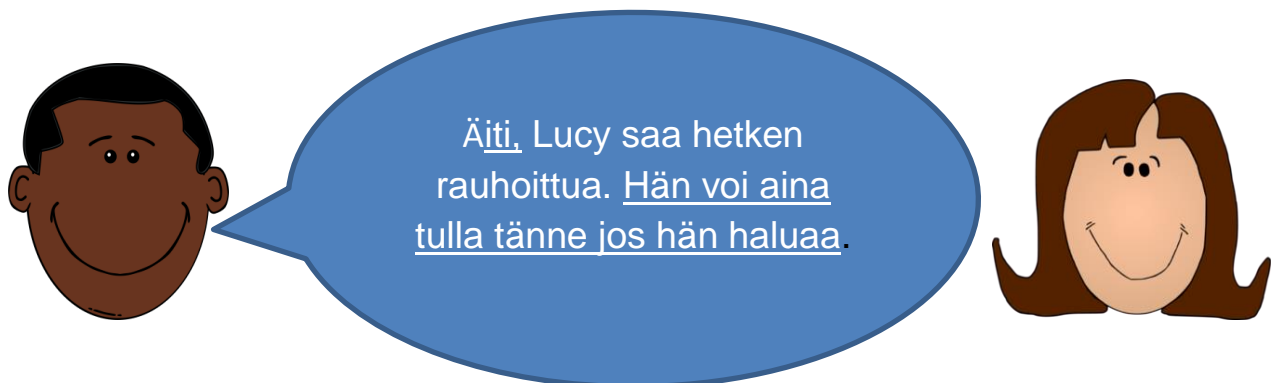 Äiti, Lucy saa hetken
rauhoittua. Hän voi aina
tulla tänne jos hän haluaa.